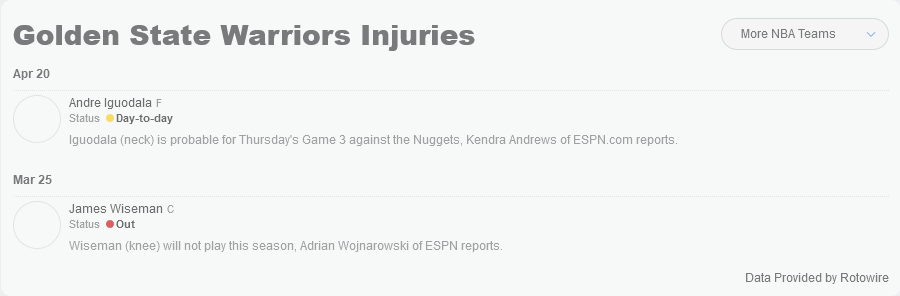 Golden State Warriors Injuries
More NBA Teams
Apr 20
Andre Iguodala F
Status Day-to-day
Iguodala (neck) is probable for Thursday's Game 3 against the Nuggets, Kendra Andrews of ESPN.com reports.
Mar 25
James Wiseman C
Status Out
Wiseman (knee) will not play this season, Adrian Wojnarowski of ESPN reports.
Data Provided by Rotowire